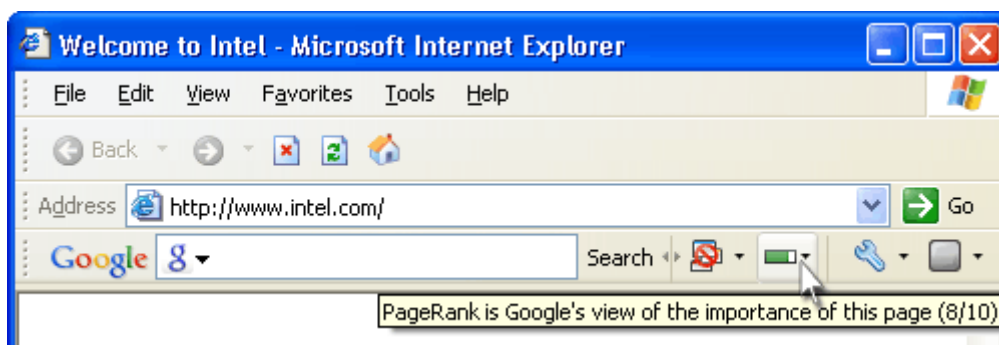 Welcome to Intel - Microsoft Internet Explorer
File Edit View Favorites Tools Help
Back
Address http://www.intel.com/ Go
Google g Search
PageRank is Google's view of the importance of this page (8/10)